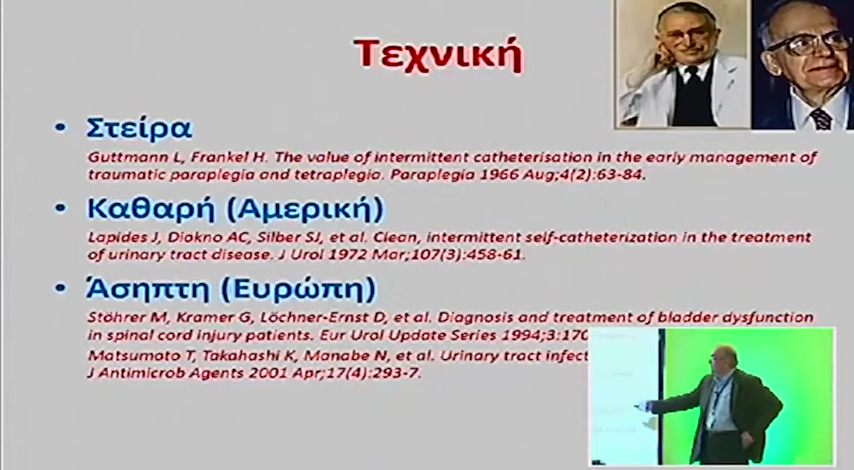 Τεχνική
• Στείρα
Guttmann L, Frankel H. The value of intermittent catheterisation in the early management of
traumatic paraplegia and tetraplegia. Paraplegia 1966 Aug;4(2):63-84.
• Καθαρή (Αμερική)
Lapides J, Diokno AC, Silber SJ, et al. Clean, intermittent self-catheterization in the treatment
of urinary tract disease. J Urol 1972 Mar;107(3):458-61.
• Άσηπτη (Ευρώπη)
Stöhrer M, Kramer G, Löchner-Ernst D, et al. Diagnosis and treatment of bladder dysfunction
in spinal cord injury patients. Eur Urol Update Series 1994;3:170
Matsumoto T, Takahashi K, Manabe N, et al. Urinary tract infect
J Antimicrob Agents 2001 Apr;17(4):293-7.